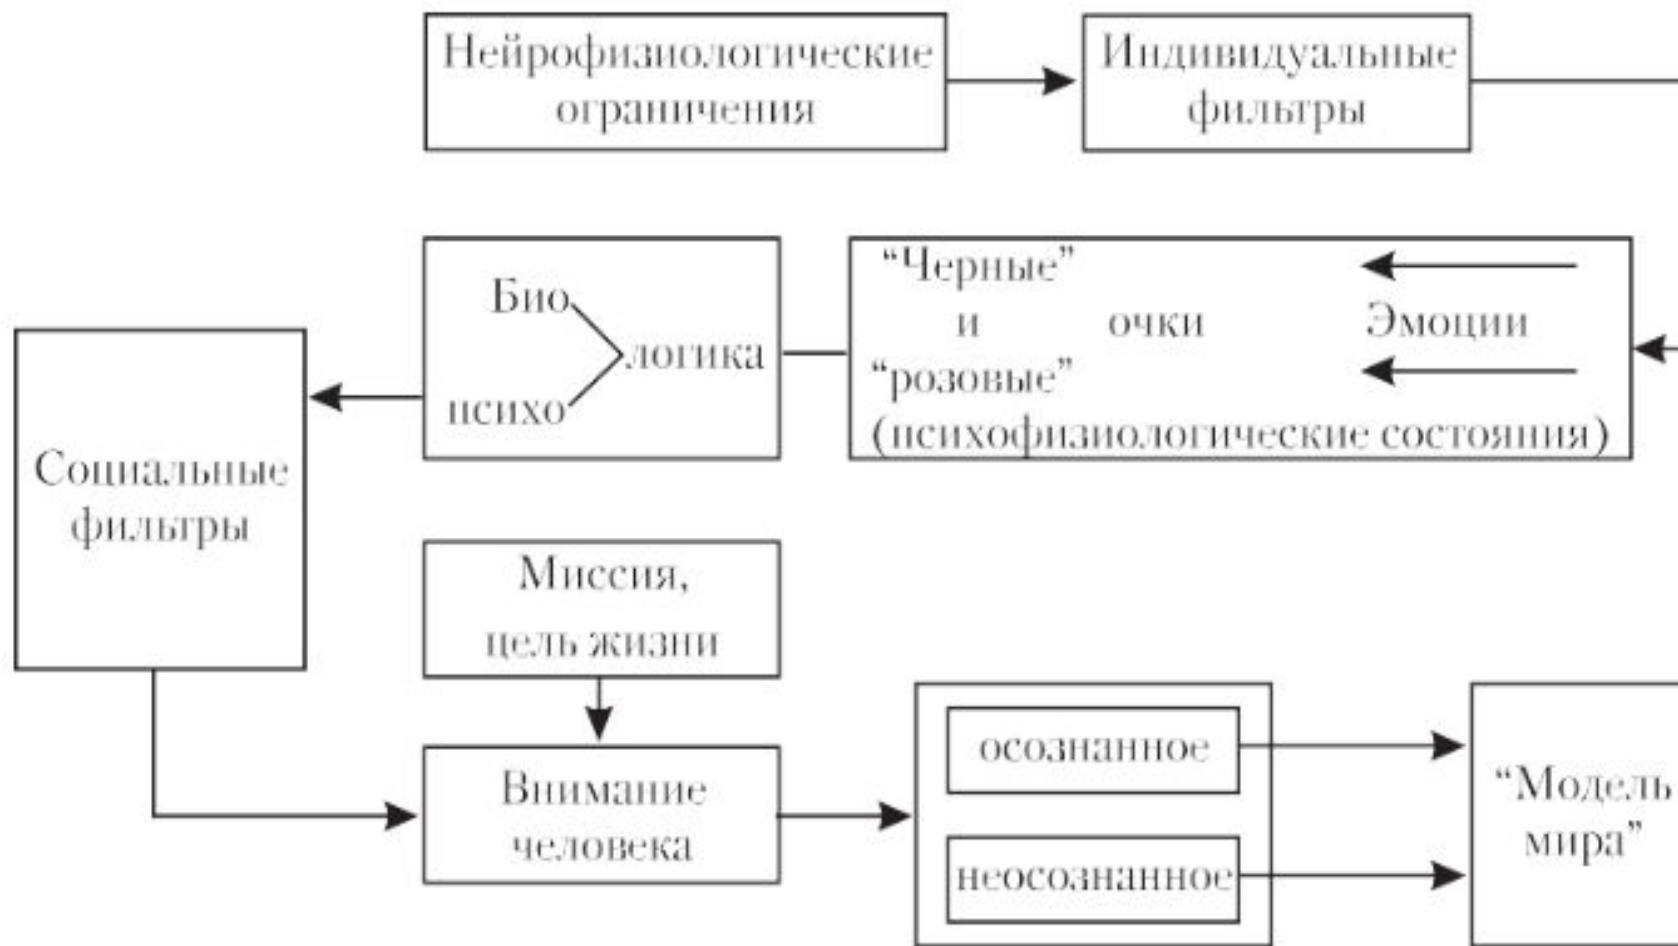 Нейрофизиологические
ограничения
Индивидуальные
фильтры
Био
психо
логика
“Черные”
и очки Эмоции
“розовые”
(психофизиологические состояния)
Социальные
фильтры
Миссия,
цель жизни
Внимание
человека
осознанное
неосознанное
“Модель
мира”